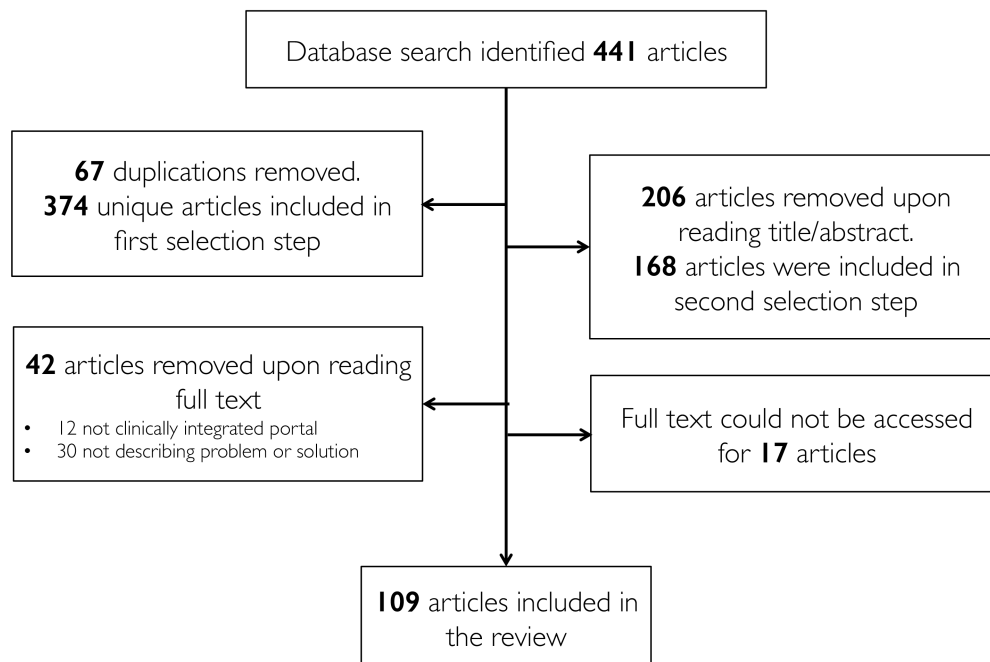 Database search identified 441 articles
67 duplications removed.
374 unique articles included in
first selection step
206 articles removed upon
reading title/abstract.
168 articles were included in
second selection step
42 articles removed upon reading
full text
• 12 not clinically integrated portal
• 30 not describing problem or solution
Full text could not be accessed
for 17 articles
109 articles included in
the review